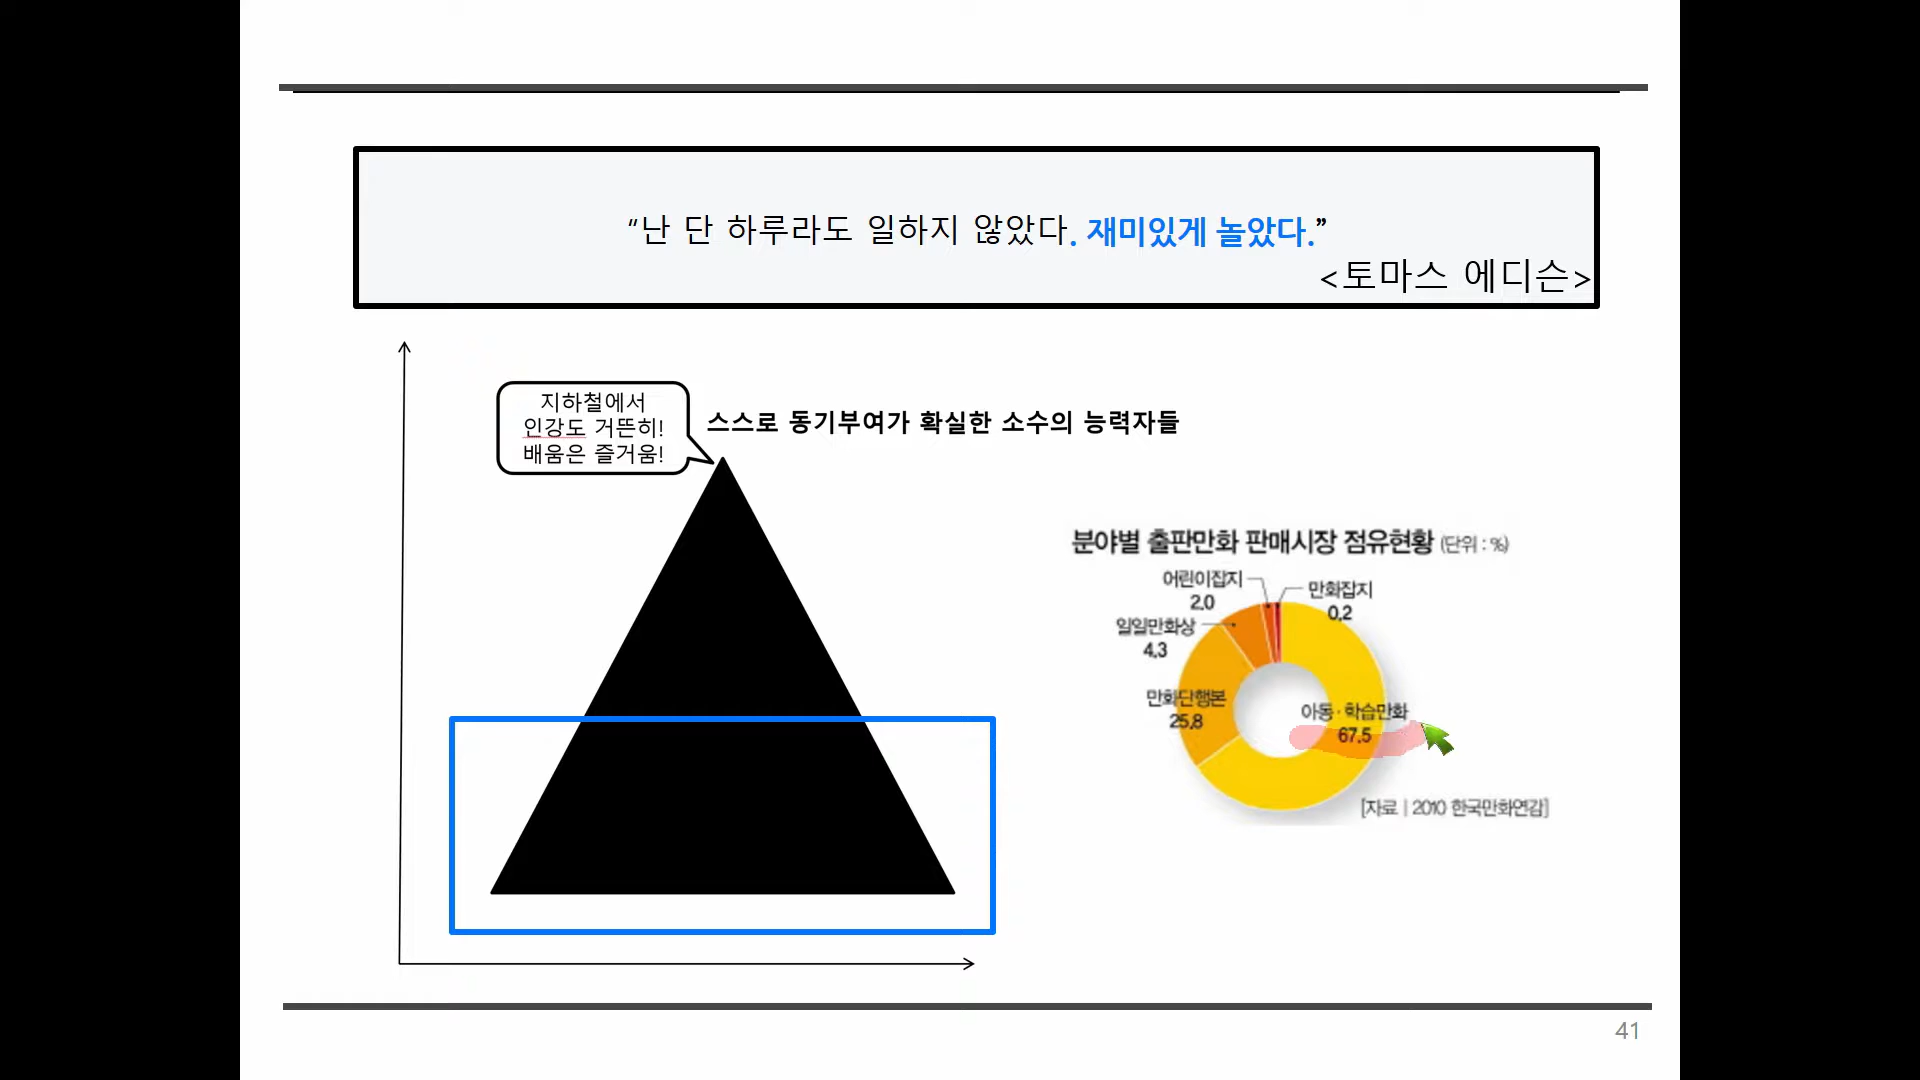 “난 단 하루라도 일하지 않았다. 재미있게 놀았다.”
<토마스 에디슨>
지하철에서
인강도 거뜬히!
배움은 즐거움!
스스로 동기부여가 확실한 소수의 능력자들
분야별 출판만화 판매시장 점유현황 (단위 : %)
어린이잡지
2.0
만화잡지
0.2
일일만화상
4.3
만화단행본
25.8
아동·학습만화
67.5
[자료 | 2010 한국만화연감]
41